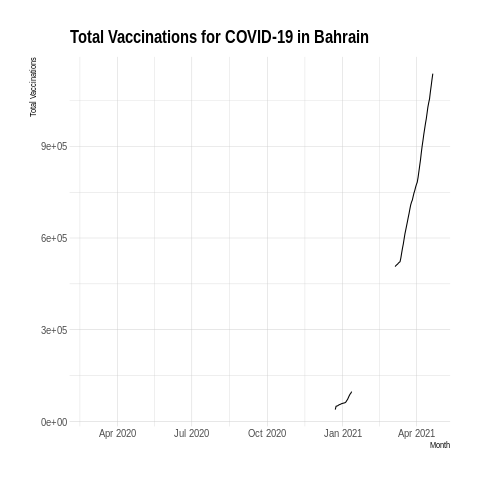 Total Vaccinations for COVID-19 in Bahrain
Total Vaccinations
9e+05
6e+05
3e+05
0e+00
Apr 2020 Jul 2020 Oct 2020 Jan 2021 Apr 2021
Month